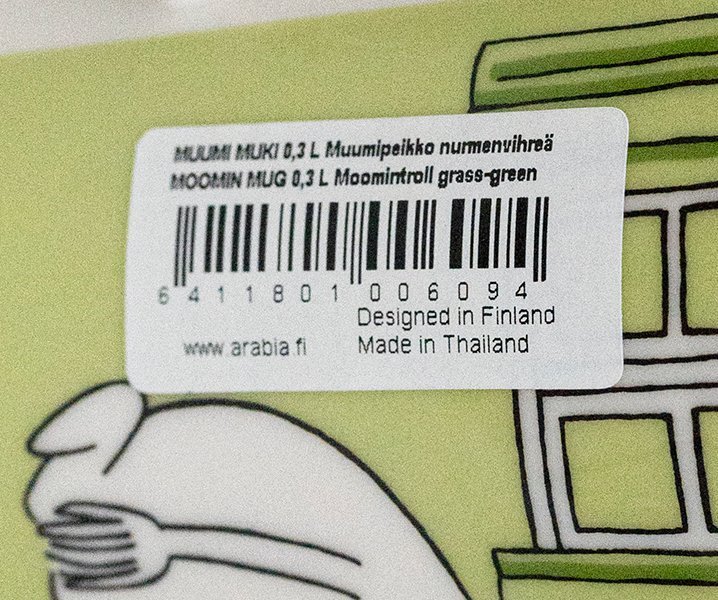 MUUMI MUKI 0,3 L Muumipeikko nurmenvihreä
MOOMIN MUG 0,3 L Moomintroll grass-green
6 411801 006094
Designed in Finland
www.arabia.fi Made in Thailand